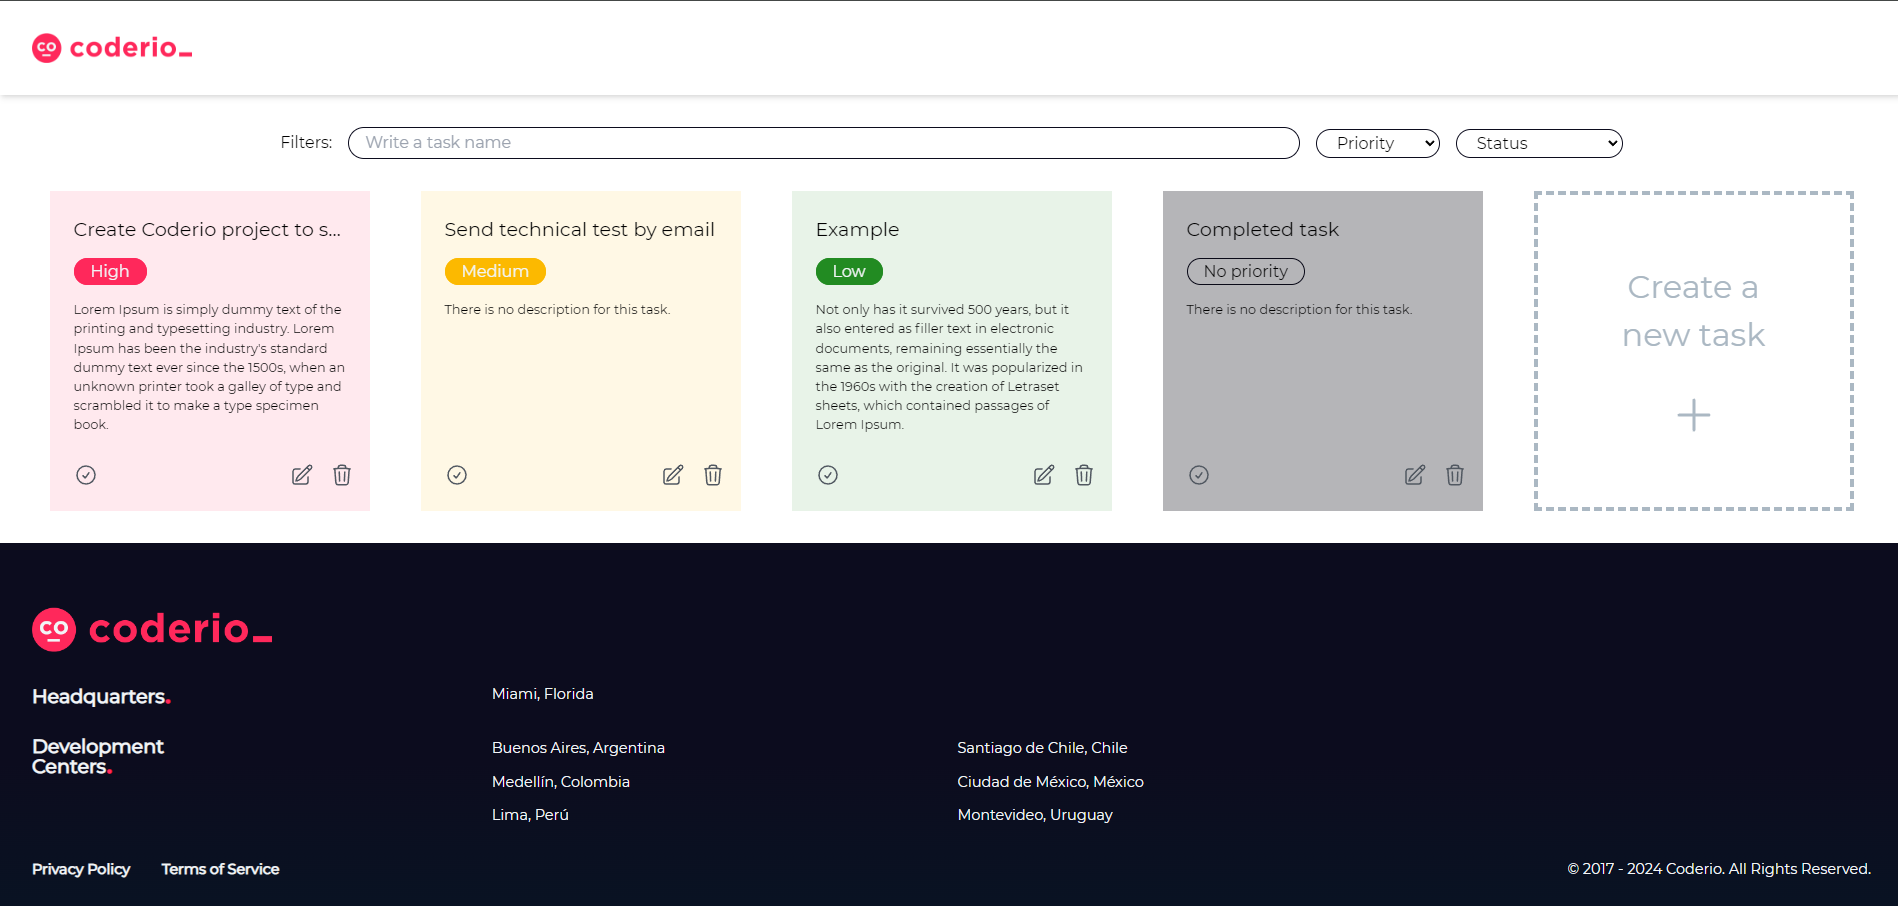 co coderio_
Filters:
Write a task name
Priority
Status
Create Coderio project to s...
High
Lorem Ipsum is simply dummy text of the
printing and typesetting industry. Lorem
Ipsum has been the industry's standard
dummy text ever since the 1500s, when an
unknown printer took a galley of type and
scrambled it to make a type specimen
book.
Send technical test by email
Medium
There is no description for this task.
Example
Low
Not only has it survived 500 years, but it
also entered as filler text in electronic
documents, remaining essentially the
same as the original. It was popularized in
the 1960s with the creation of Letraset
sheets, which contained passages of
Lorem Ipsum.
Completed task
No priority
There is no description for this task.
Create a
new task
co coderio_
Headquarters.
Miami, Florida
Development
Centers.
Buenos Aires, Argentina
Medellín, Colombia
Lima, Perú
Santiago de Chile, Chile
Ciudad de México, México
Montevideo, Uruguay
Privacy Policy
Terms of Service
© 2017 - 2024 Coderio. All Rights Reserved.